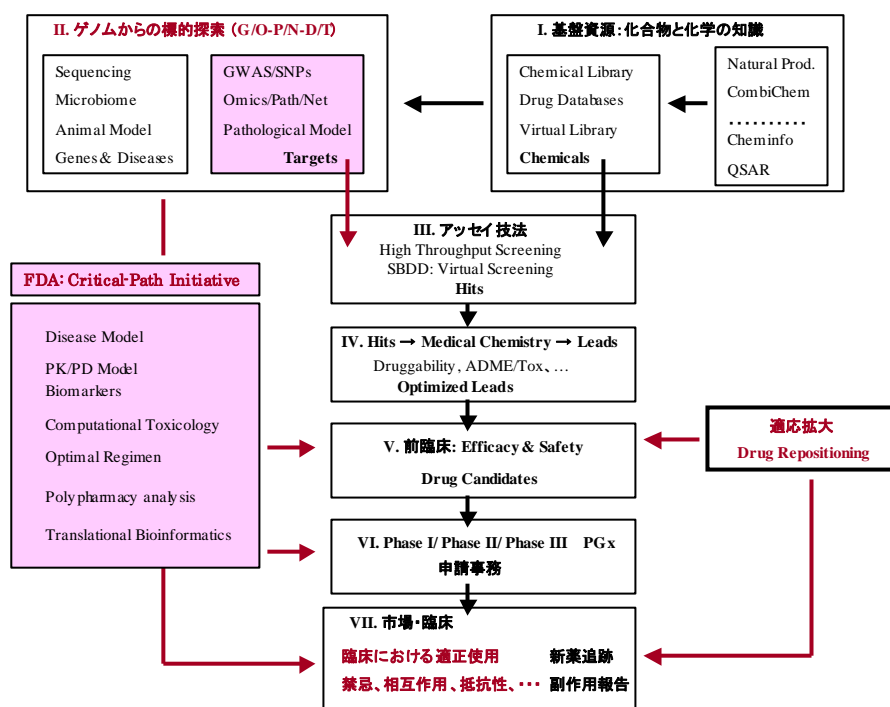 II. ゲノムからの標的探索 (G/O-P/N-D/T)
Sequencing
Microbiome
Animal Model
Genes & Diseases
GWAS/SNPs
Omics/Path/Net
Pathological Model
Targets
I. 基盤資源：化合物と化学の知識
Chemical Library
Drug Databases
Virtual Library
Chemicals
Natural Prod.
CombiChem
‥‥‥‥‥
Cheminfo
QSAR
III. アッセイ技法
High Throughput Screening
SBDD: Virtual Screening
Hits
FDA: Critical-Path Initiative
Disease Model
PK/PD Model
Biomarkers
Computational Toxicology
Optimal Regimen
Polypharmacy analysis
Translational Bioinformatics
IV. Hits → Medical Chemistry → Leads
Druggability, ADME/Tox、…
Optimized Leads
V. 前臨床: Efficacy & Safety
Drug Candidates
適応拡大
Drug Repositioning
VI. Phase I/ Phase II/ Phase III PGx
申請事務
VII. 市場・臨床
臨床における適正使用 新薬追跡
禁忌、相互作用、抵抗性、… 副作用報告